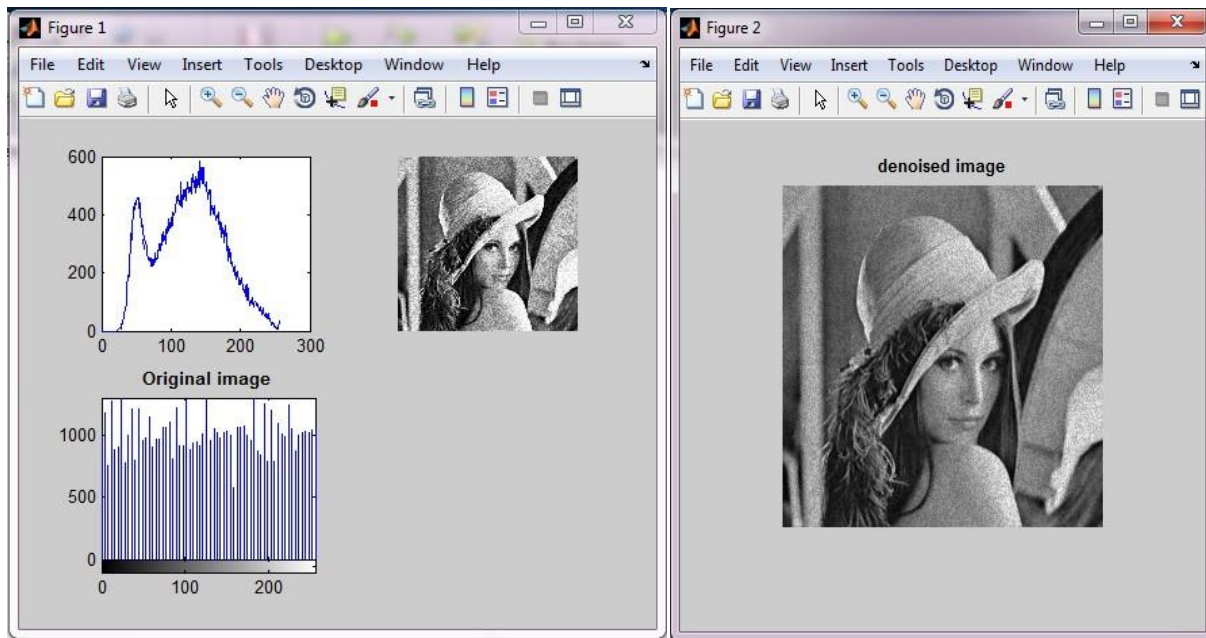 Figure 1
File Edit View Insert Tools Desktop Window Help
600
400
200
0
0 100 200 300
Original image
1000
500
0
0 100 200
Figure 2
File Edit View Insert Tools Desktop Window Help
denoised image